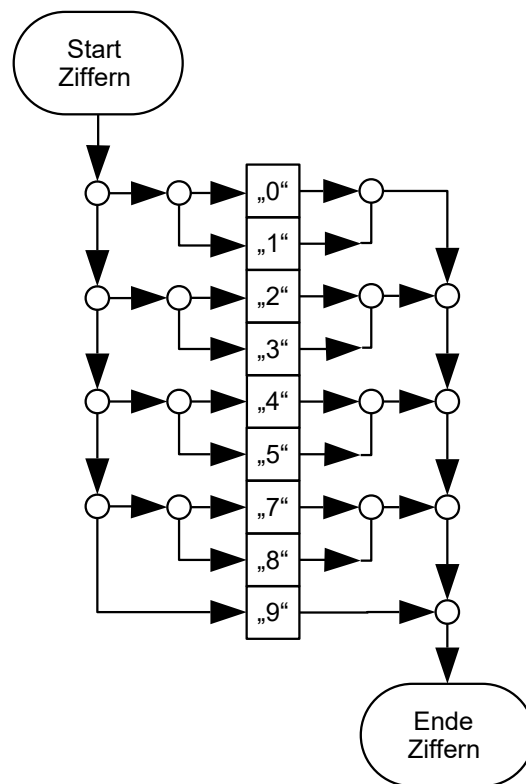 Start
Ziffern
„0“
„1“
„2“
„3“
„4“
„5“
„7“
„8“
„9“
Ende
Ziffern